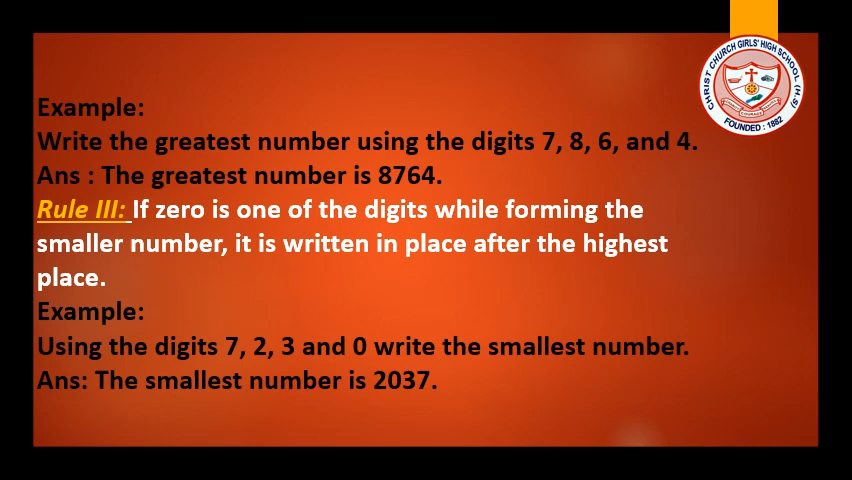 CHRIST CHURCH GIRLS' HIGH SCHOOL (H.S)
FOUNDED : 1882
Example:
Write the greatest number using the digits 7, 8, 6, and 4.
Ans : The greatest number is 8764.
Rule III: If zero is one of the digits while forming the
smaller number, it is written in place after the highest
place.
Example:
Using the digits 7, 2, 3 and 0 write the smallest number.
Ans: The smallest number is 2037.